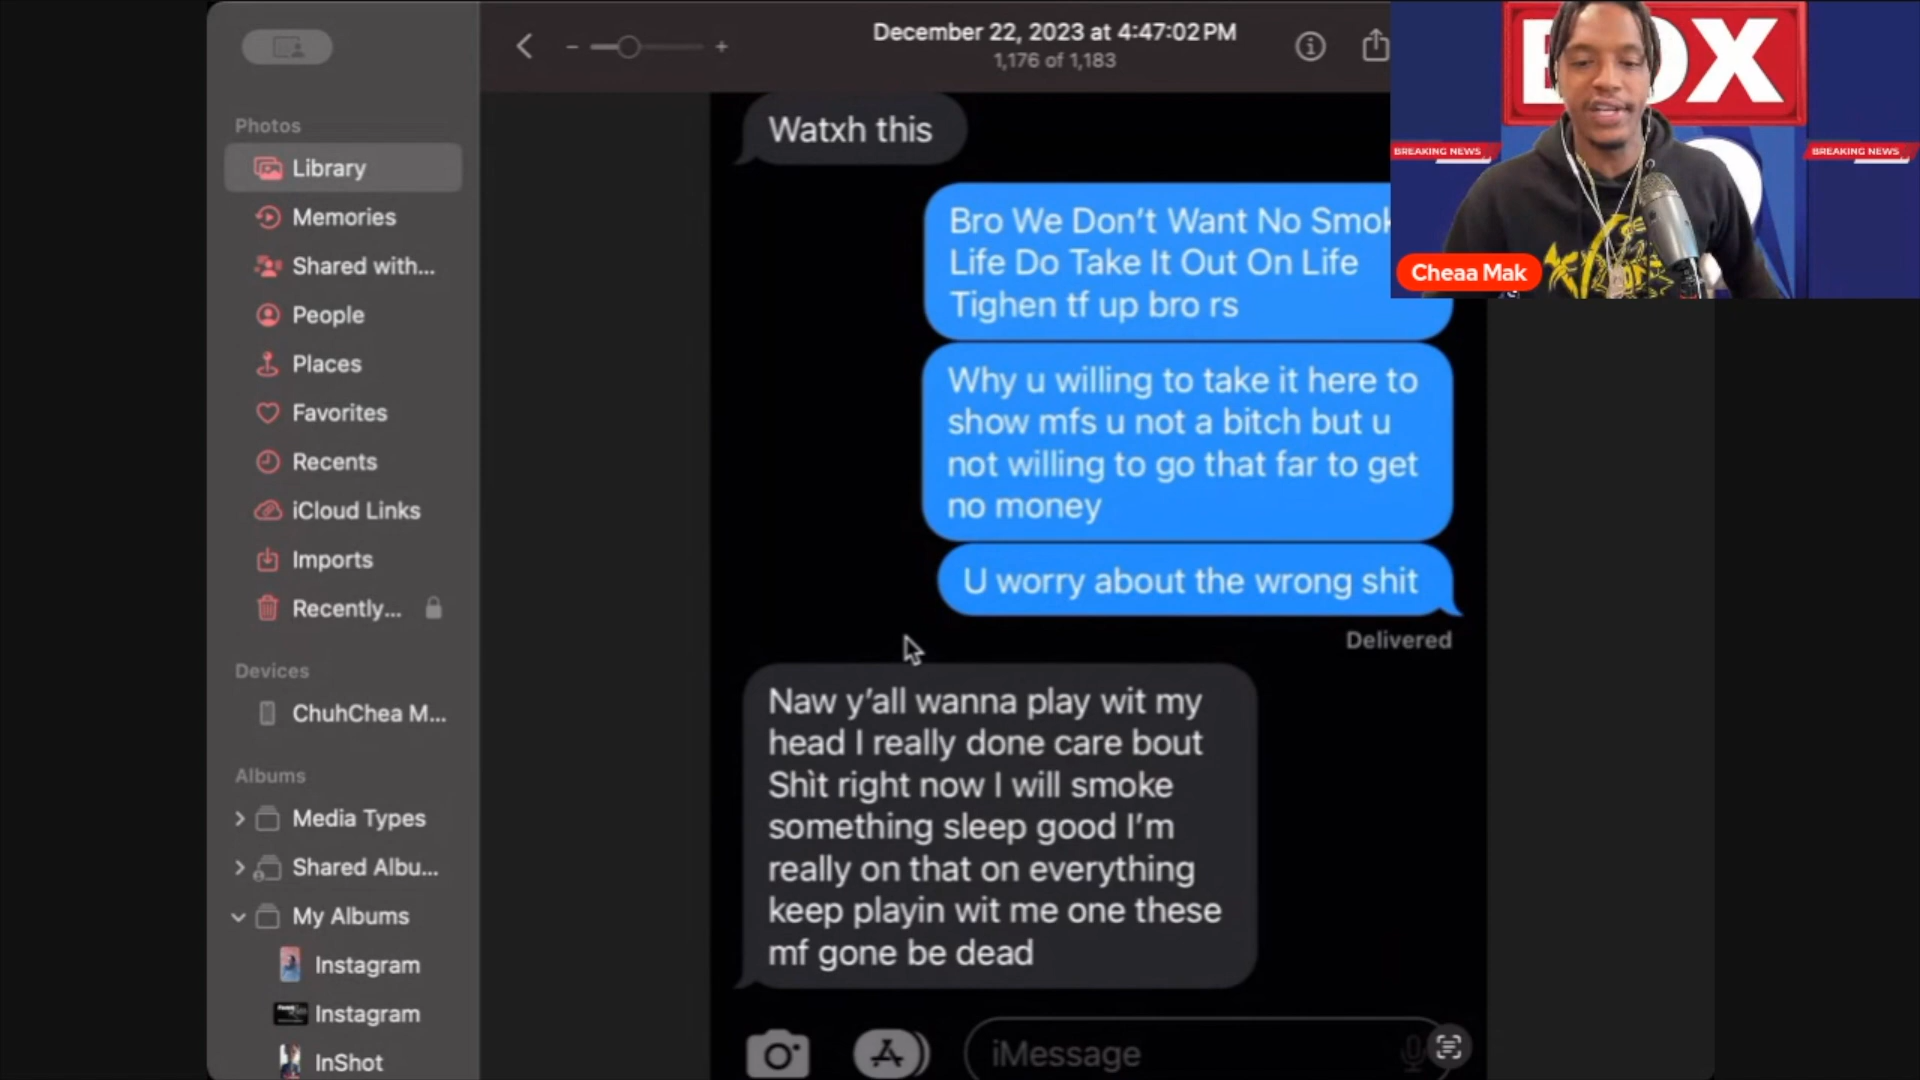 December 22, 2023 at 4:47:02 PM
1,176 of 1,183
Photos
Library
Memories
Shared with...
People
Places
Favorites
Recents
iCloud Links
Imports
Recently...
Devices
ChuhChea M...
Albums
Media Types
Shared Albu...
My Albums
Instagram
Instagram
InShot
Watxh this
Bro We Don't Want No Smok
Life Do Take It Out On Life
Tighen tf up bro rs
Why u willing to take it here to
show mfs u not a bitch but u
not willing to go that far to get
no money
U worry about the wrong shit
Delivered
Naw y'all wanna play wit my
head I really done care bout
Shìt right now I will smoke
something sleep good I'm
really on that on everything
keep playin wit me one these
mf gone be dead
iMessage
BREAKING NEWS
BREAKING NEWS
Cheaa Mak